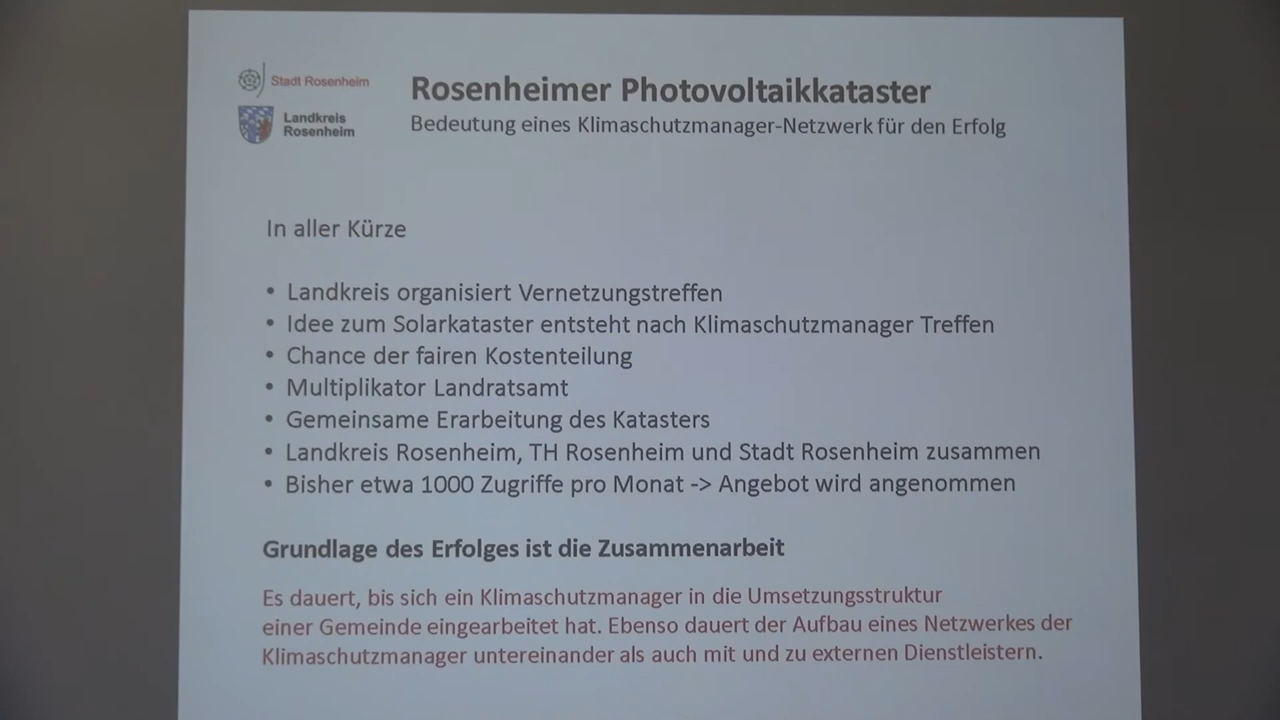 Stadt Rosenheim
Landkreis
Rosenheim
Rosenheimer Photovoltaikkataster
Bedeutung eines Klimaschutzmanager-Netzwerk für den Erfolg
In aller Kürze
• Landkreis organisiert Vernetzungstreffen
• Idee zum Solarkataster entsteht nach Klimaschutzmanager Treffen
• Chance der fairen Kostenteilung
• Multiplikator Landratsamt
• Gemeinsame Erarbeitung des Katasters
• Landkreis Rosenheim, TH Rosenheim und Stadt Rosenheim zusammen
• Bisher etwa 1000 Zugriffe pro Monat -> Angebot wird angenommen
Grundlage des Erfolges ist die Zusammenarbeit
Es dauert, bis sich ein Klimaschutzmanager in die Umsetzungsstruktur
einer Gemeinde eingearbeitet hat. Ebenso dauert der Aufbau eines Netzwerkes der
Klimaschutzmanager untereinander als auch mit und zu externen Dienstleistern.